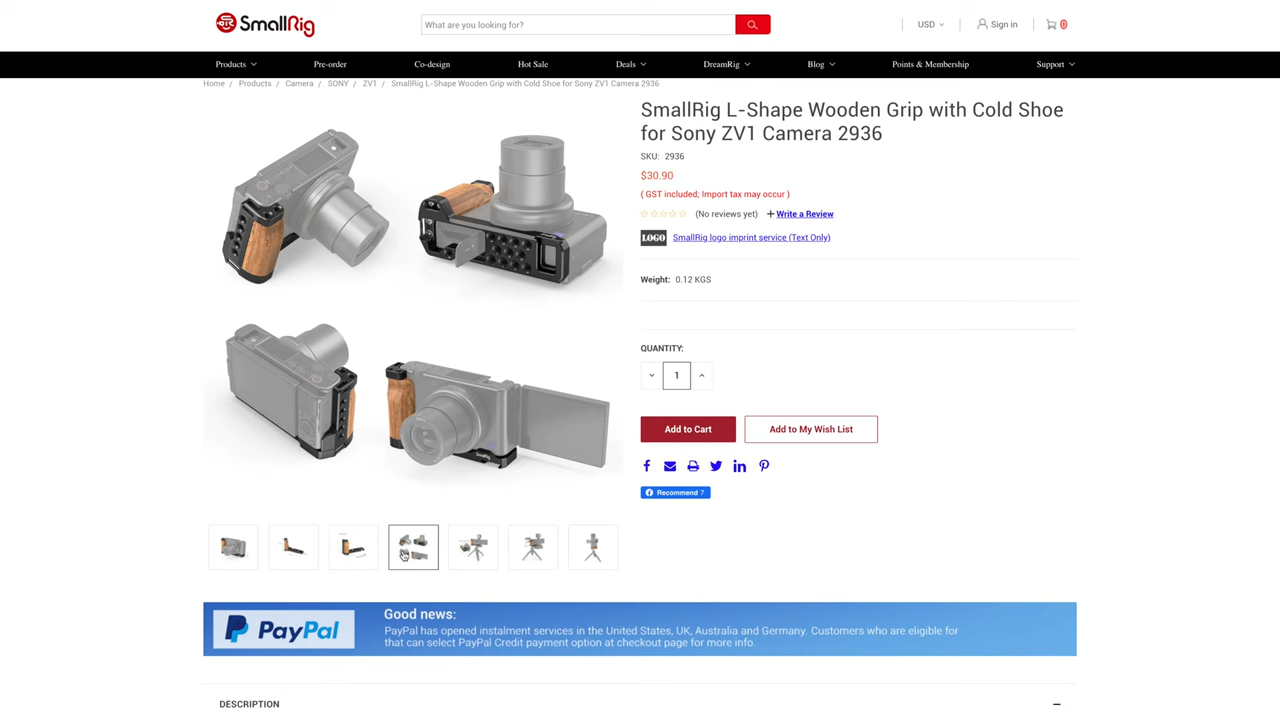 SmallRig
What are you looking for?
USD
Sign in
0
Products
Pre-order
Co-design
Hot Sale
Deals
DreamRig
Blog
Points & Membership
Support
Home / Products / Camera / SONY / ZV1 / SmallRig L-Shape Wooden Grip with Cold Shoe for Sony ZV1 Camera 2936
SmallRig L-Shape Wooden Grip with Cold Shoe
for Sony ZV1 Camera 2936
SKU: 2936
$30.90
( GST included; Import tax may occur )
(No reviews yet) + Write a Review
LOGO SmallRig logo imprint service (Text Only)
Weight: 0.12 KGS
QUANTITY:
1
Add to Cart
Add to My Wish List
Recommend 7
SmallRig
PayPal
Good news:
PayPal has opened instalment services in the United States, UK, Australia and Germany. Customers who are eligible for
that can select PayPal Credit payment option at checkout page for more info.
DESCRIPTION